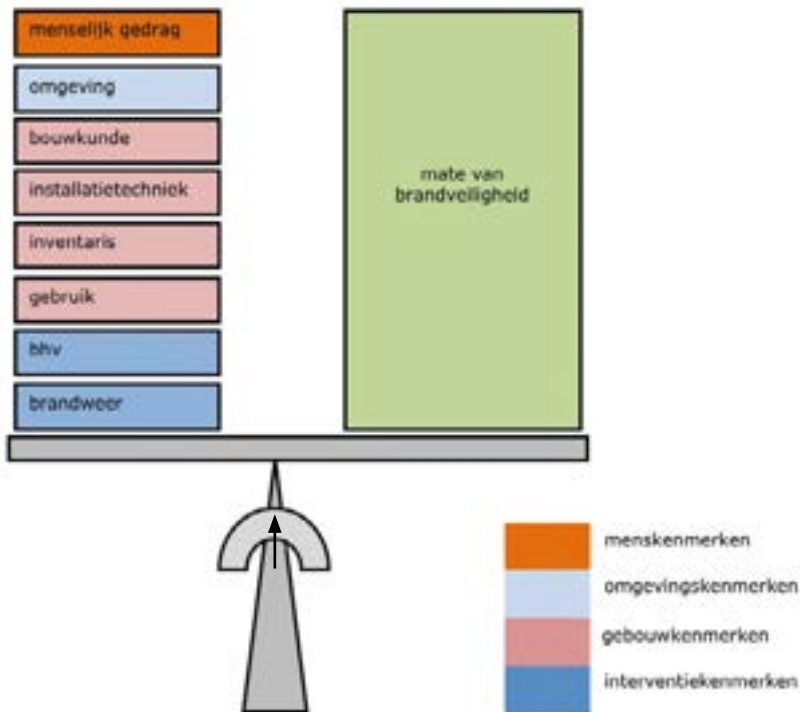 menselijk gedrag
omgeving
bouwkunde
installatietechniek
inventaris
gebruik
bhv
brandweer
mate van
brandveiligheid
menskenmerken
omgevingskenmerken
gebouwkenmerken
interventiekenmerken